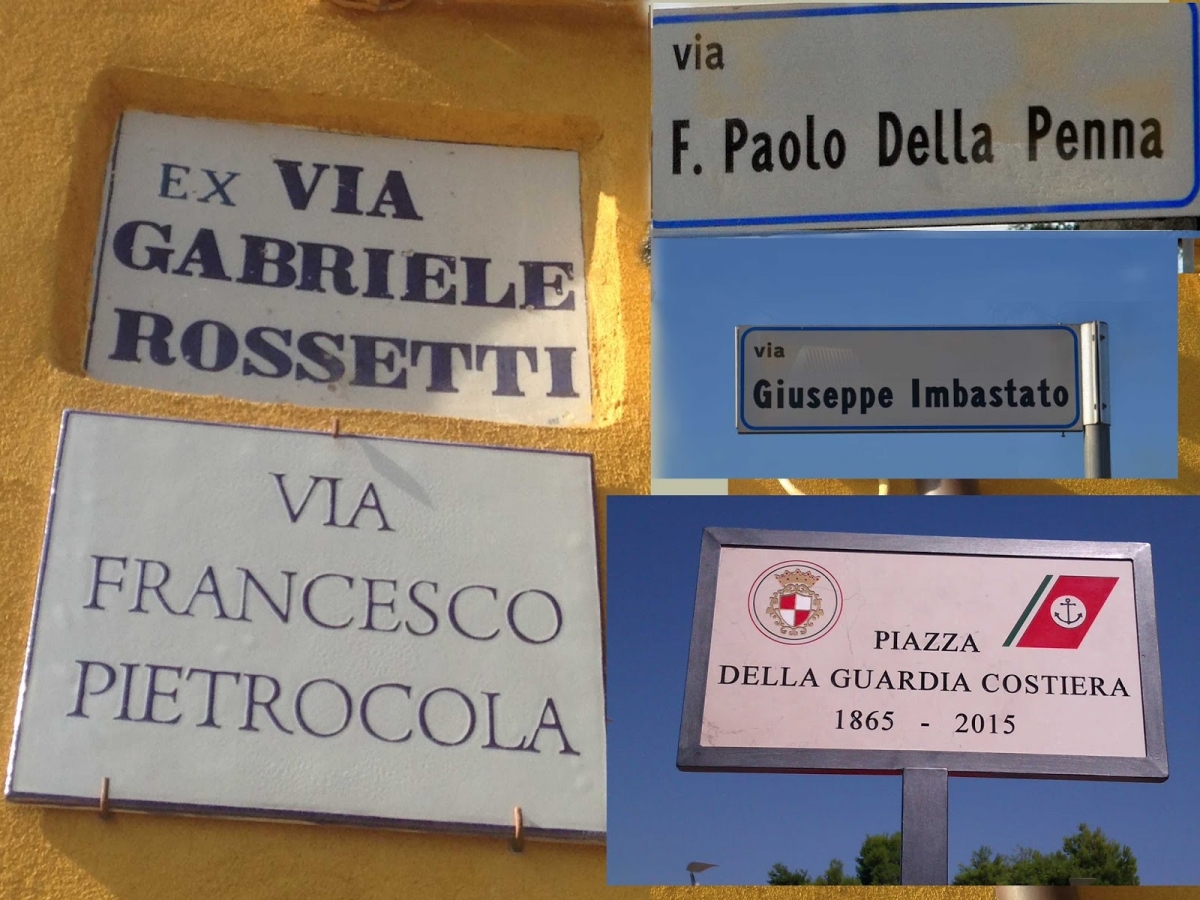 EX VIA
GABRIELE
ROSSETTI
VIA
FRANCESCO
PIETROCOLA
via
F. Paolo Della Penna
via
Giuseppe Imbastato
PIAZZA
DELLA GUARDIA COSTIERA
1865 - 2015